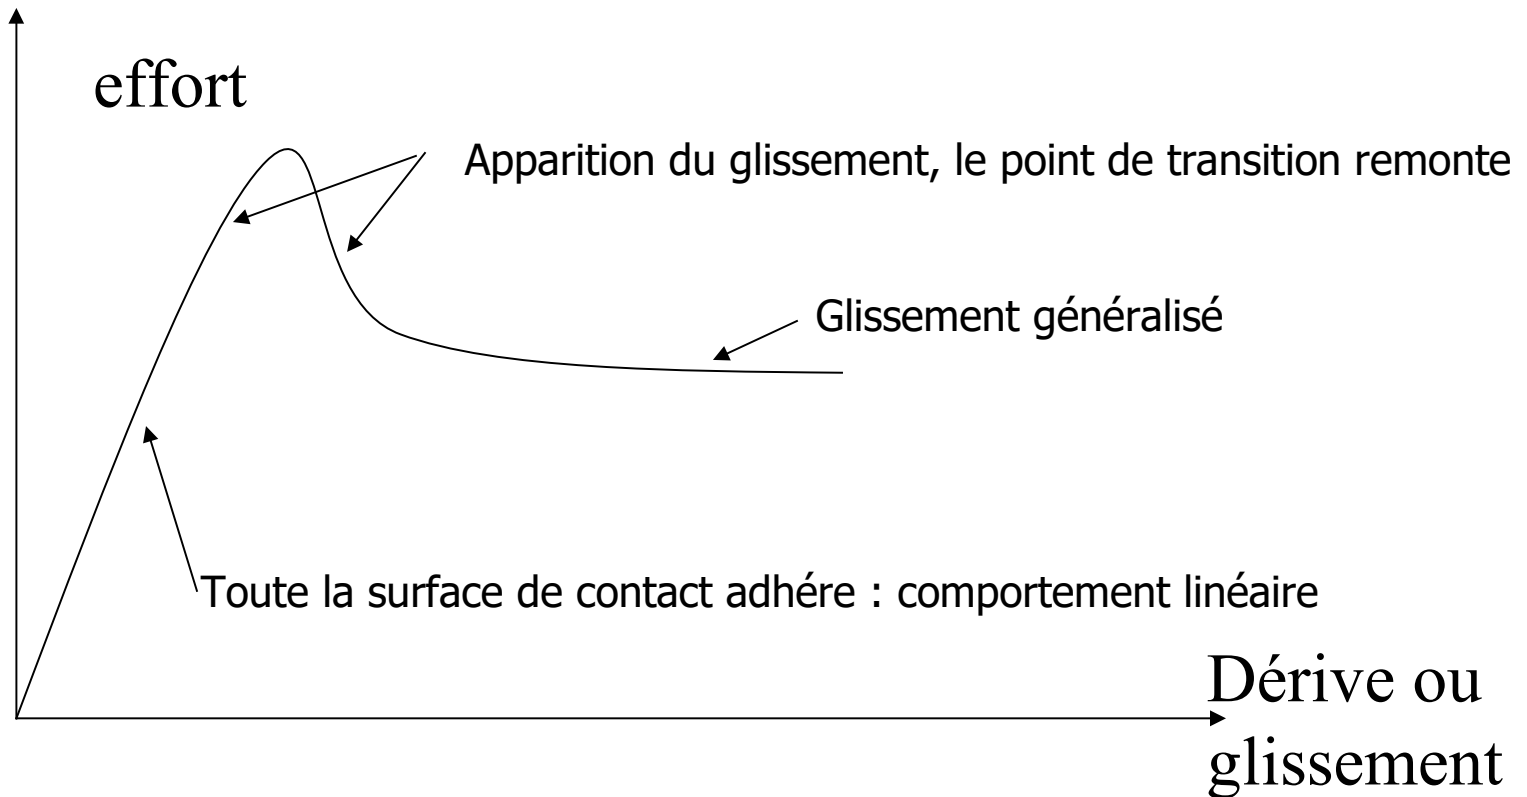 effort
Apparition du glissement, le point de transition remonte
Glissement généralisé
Toute la surface de contact adhére : comportement linéaire
Dérive ou
glissement